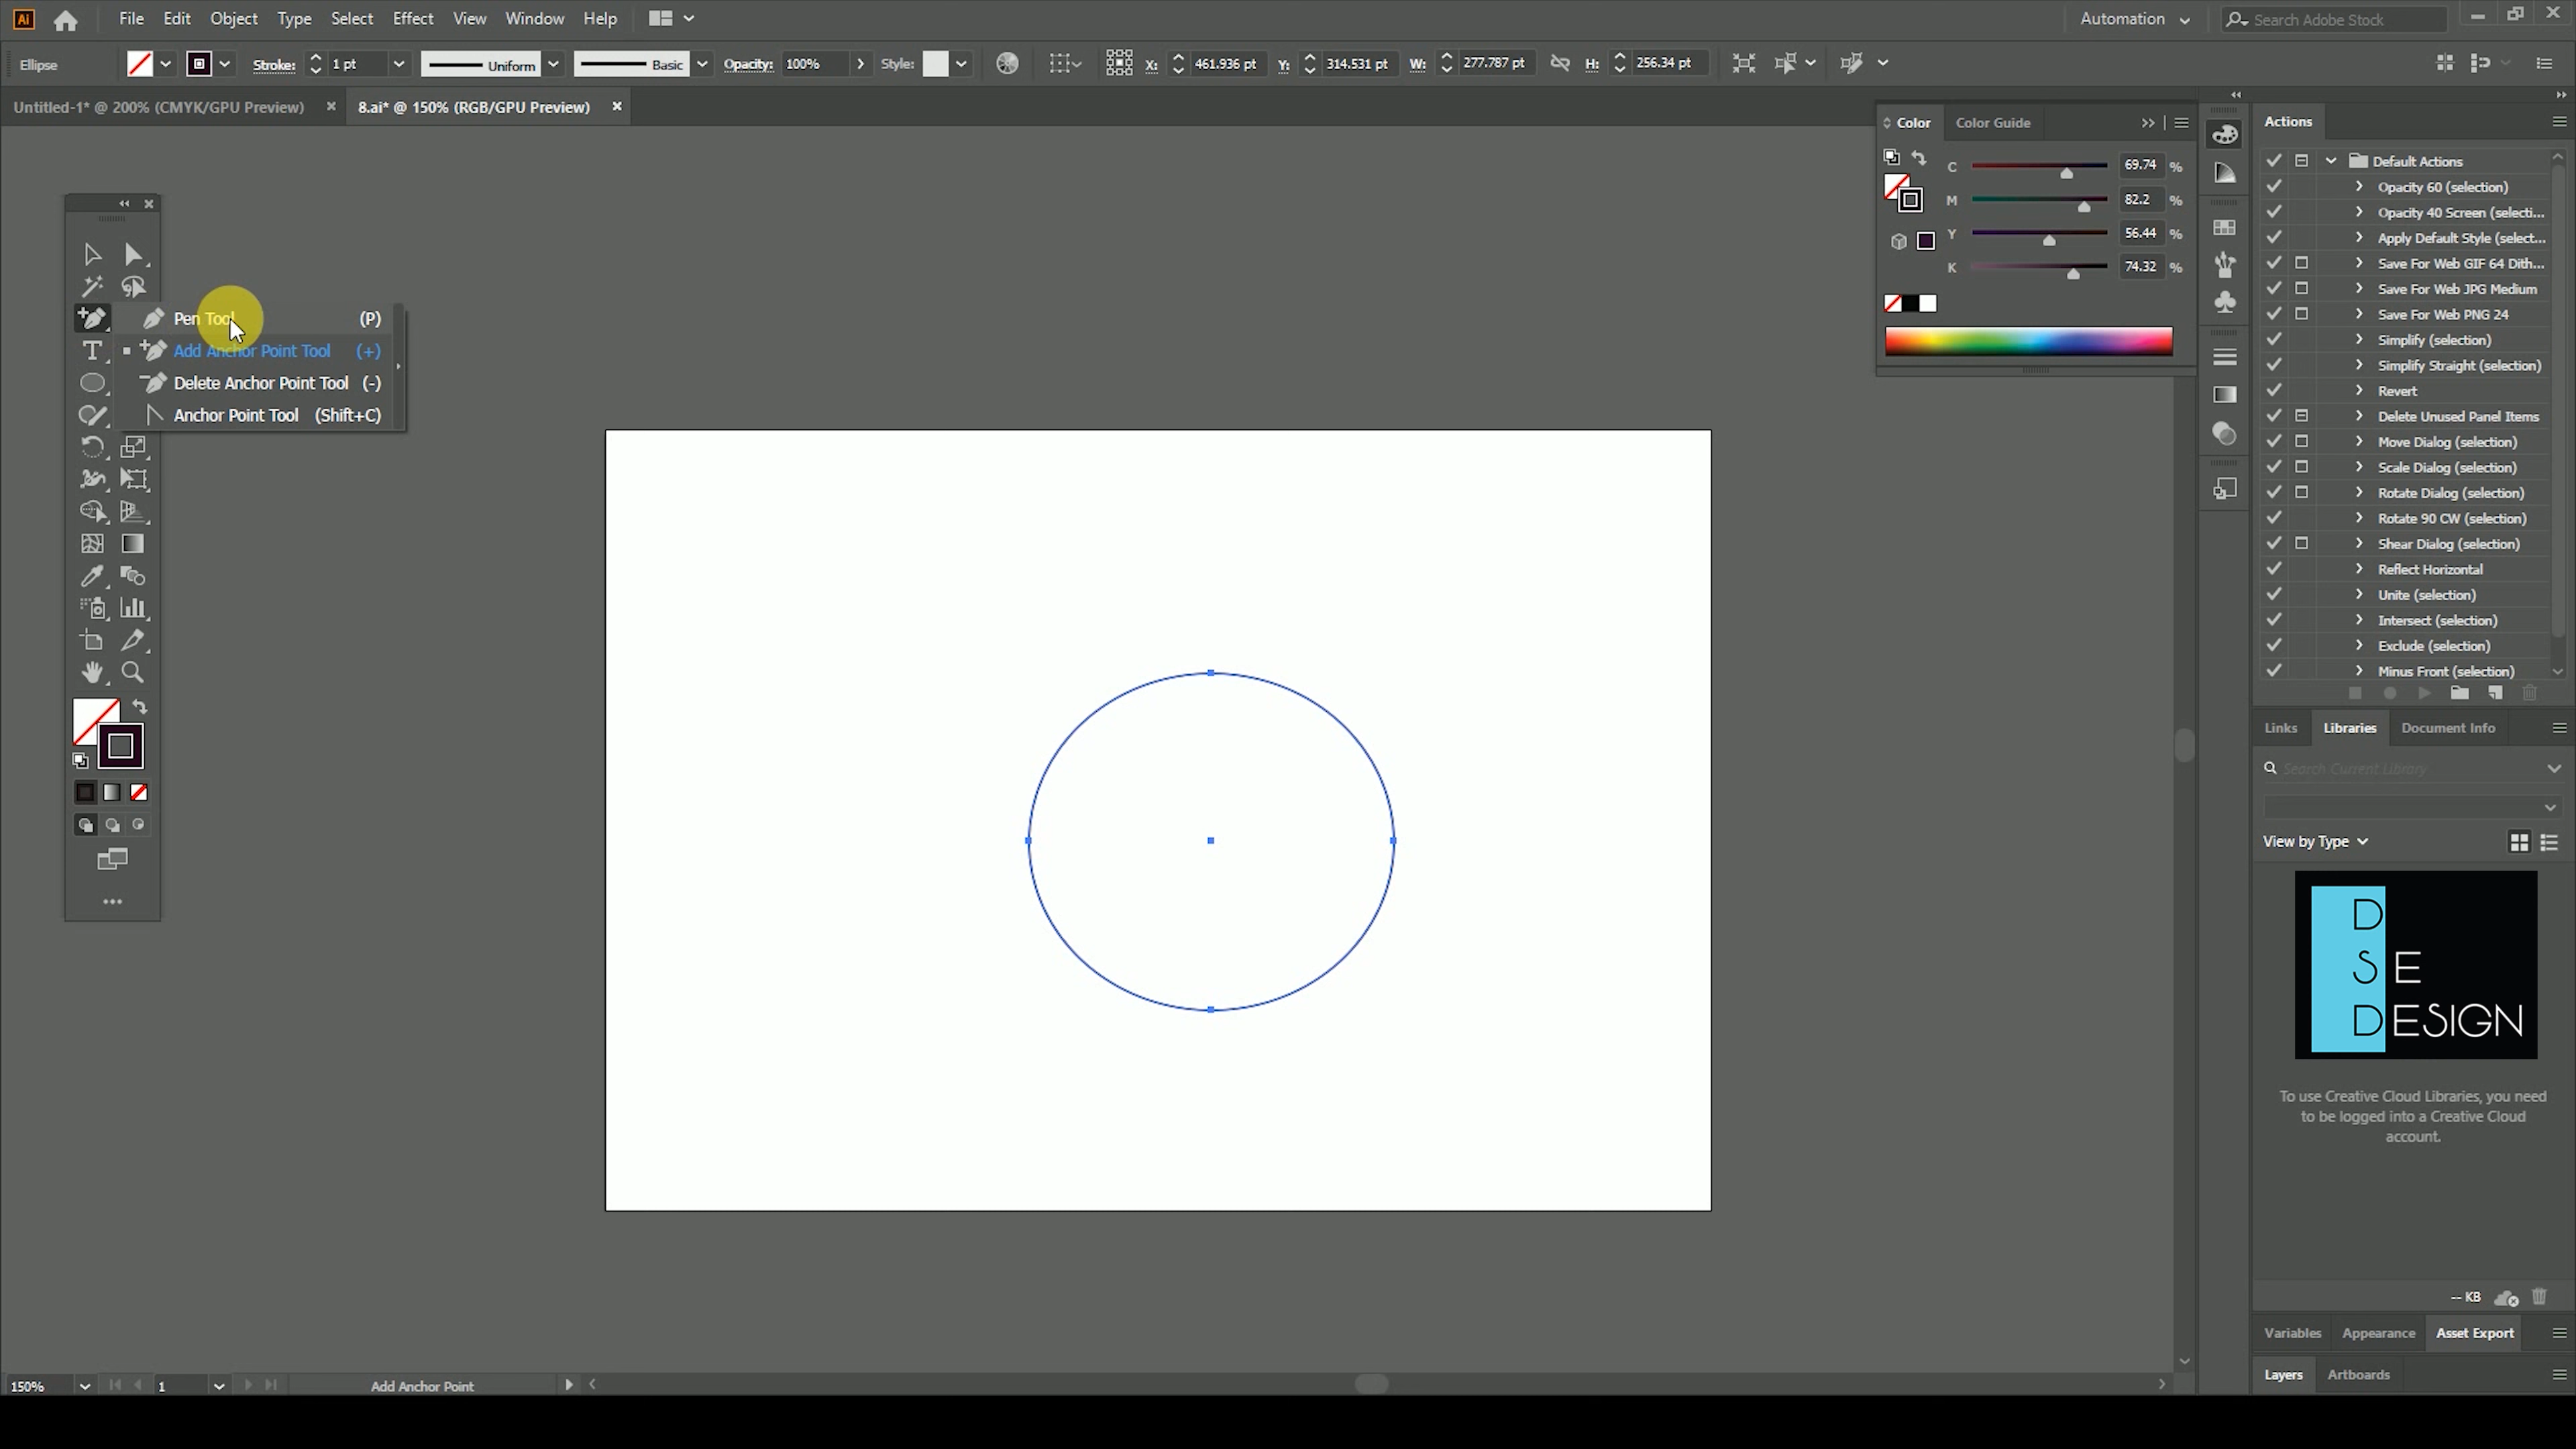 Ai File Edit Object Type Select Effect View Window Help Automation Search Adobe Stock
Ellipse Stroke: 1 pt Uniform Basic Opacity: 100% Style: X: 461.936 pt Y: 314.531 pt W: 277.787 pt H: 256.34 pt
Untitled-1* @ 200% (CMYK/GPU Preview) 8.ai* @ 150% (RGB/GPU Preview)
Pen Tool (P)
Add Anchor Point Tool (+)
Delete Anchor Point Tool (-)
Anchor Point Tool (Shift+C)
Color Color Guide
C 69.74 %
M 82.2 %
Y 56.44 %
K 74.32 %
Actions
Default Actions
Opacity 60 (selection)
Opacity 40 Screen (selecti...
Apply Default Style (select...
Save For Web GIF 64 Dith...
Save For Web JPG Medium
Save For Web PNG 24
Simplify (selection)
Simplify Straight (selection)
Revert
Delete Unused Panel Items
Move Dialog (selection)
Scale Dialog (selection)
Rotate Dialog (selection)
Rotate 90 CW (selection)
Shear Dialog (selection)
Reflect Horizontal
Unite (selection)
Intersect (selection)
Exclude (selection)
Minus Front (selection)
Links Libraries Document Info
Search Current Library
View by Type
D
S E
DESIGN
To use Creative Cloud Libraries, you need
to be logged into a Creative Cloud
account.
-- KB
Variables Appearance Asset Export
Layers Artboards
150% 1 Add Anchor Point